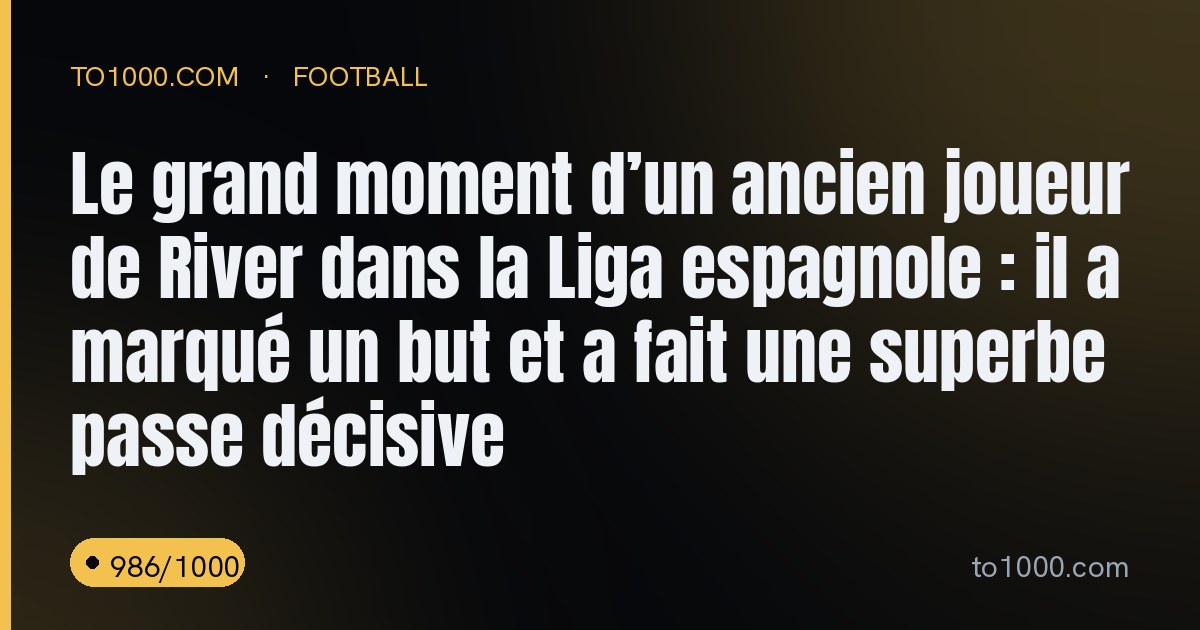 TO1000.COM · FOOTBALL
Le grand moment d’un ancien joueur
de River dans la Liga espagnole : il a
marqué un but et a fait une superbe
passe décisive
986/1000
to1000.com